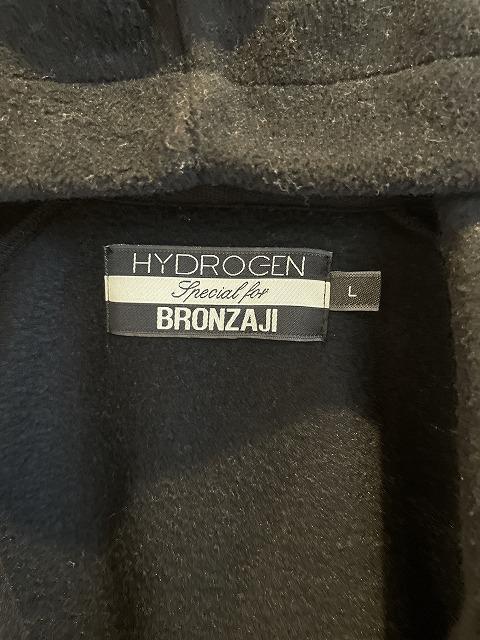 HYDROGEN
Special for
BRONZAJI
L